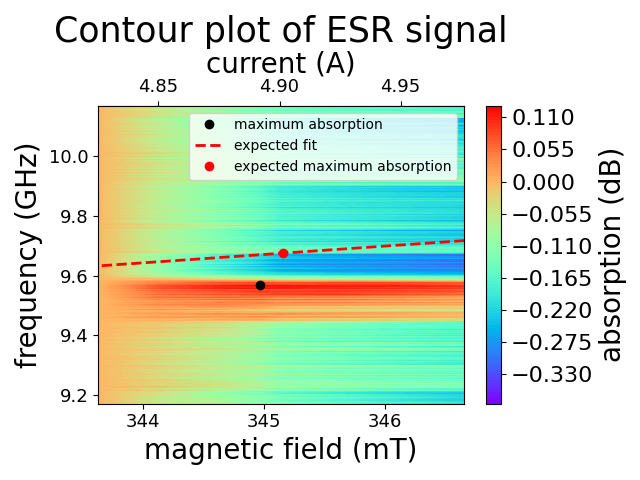 Contour plot of ESR signal
current (A)
4.85 4.90 4.95
maximum absorption
expected fit
expected maximum absorption
frequency (GHz)
10.0
9.8
9.6
9.4
9.2
344 345 346
magnetic field (mT)
0.110
0.055
0.000
−0.055
−0.110
−0.165
−0.220
−0.275
−0.330
absorption (dB)